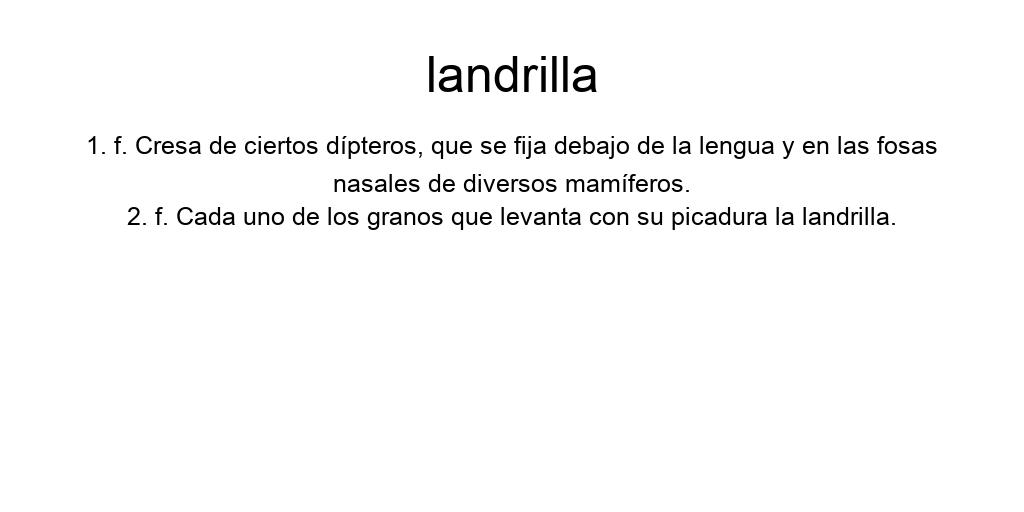 landrilla
1. f. Cresa de ciertos dípteros, que se fija debajo de la lengua y en las fosas
nasales de diversos mamíferos.
2. f. Cada uno de los granos que levanta con su picadura la landrilla.